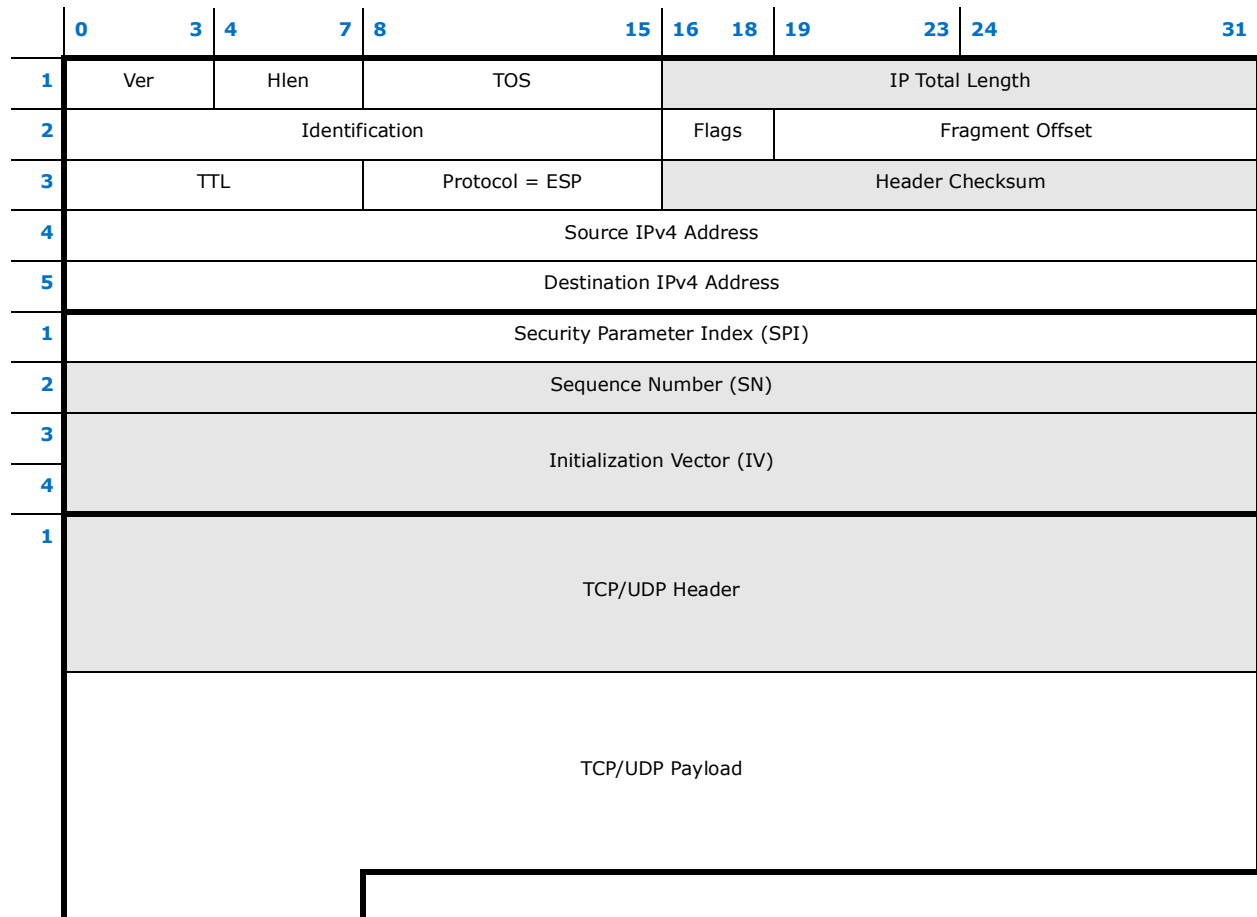 0 3 4 7 8 15 16 18 19 23 24 31
1 Ver Hlen TOS IP Total Length
2 Identification Flags Fragment Offset
3 TTL Protocol = ESP Header Checksum
4 Source IPv4 Address
5 Destination IPv4 Address
1 Security Parameter Index (SPI)
2 Sequence Number (SN)
3
Initialization Vector (IV)
4
1
TCP/UDP Header
TCP/UDP Payload